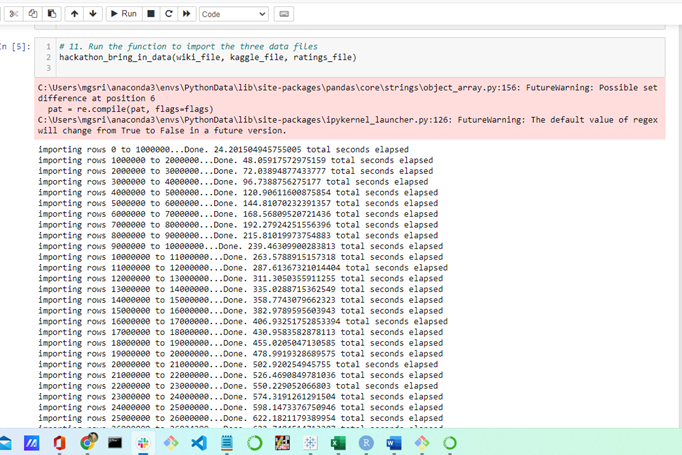 Run
Code
In [5]:
1 # 11. Run the function to import the three data files
2 hackathon_bring_in_data(wiki_file, kaggle_file, ratings_file)
3
C:\Users\mgsri\anaconda3\envs\PythonData\lib\site-packages\pandas\core\strings\object_array.py:156: FutureWarning: Possible set
difference at position 6
pat = re.compile(pat, flags=flags)
C:\Users\mgsri\anaconda3\envs\PythonData\lib\site-packages\ipykernel_launcher.py:126: FutureWarning: The default value of regex
will change from True to False in a future version.
importing rows 0 to 1000000...Done. 24.201504945755005 total seconds elapsed
importing rows 1000000 to 2000000...Done. 48.05917572975159 total seconds elapsed
importing rows 2000000 to 3000000...Done. 72.03894877433777 total seconds elapsed
importing rows 3000000 to 4000000...Done. 96.7388756275177 total seconds elapsed
importing rows 4000000 to 5000000...Done. 120.90611600875854 total seconds elapsed
importing rows 5000000 to 6000000...Done. 144.81070232391357 total seconds elapsed
importing rows 6000000 to 7000000...Done. 168.56809520721436 total seconds elapsed
importing rows 7000000 to 8000000...Done. 192.27924251556396 total seconds elapsed
importing rows 8000000 to 9000000...Done. 215.81019973754883 total seconds elapsed
importing rows 9000000 to 10000000...Done. 239.46309900283813 total seconds elapsed
importing rows 10000000 to 11000000...Done. 263.5788915157318 total seconds elapsed
importing rows 11000000 to 12000000...Done. 287.61367321014404 total seconds elapsed
importing rows 12000000 to 13000000...Done. 311.3050355911255 total seconds elapsed
importing rows 13000000 to 14000000...Done. 335.0288715362549 total seconds elapsed
importing rows 14000000 to 15000000...Done. 358.7743079662323 total seconds elapsed
importing rows 15000000 to 16000000...Done. 382.9789595603943 total seconds elapsed
importing rows 16000000 to 17000000...Done. 406.93251752853394 total seconds elapsed
importing rows 17000000 to 18000000...Done. 430.9583582878113 total seconds elapsed
importing rows 18000000 to 19000000...Done. 455.0205047130585 total seconds elapsed
importing rows 19000000 to 20000000...Done. 478.9919328689575 total seconds elapsed
importing rows 20000000 to 21000000...Done. 502.920254945755 total seconds elapsed
importing rows 21000000 to 22000000...Done. 526.4690849781036 total seconds elapsed
importing rows 22000000 to 23000000...Done. 550.229052066803 total seconds elapsed
importing rows 23000000 to 24000000...Done. 574.3191261291504 total seconds elapsed
importing rows 24000000 to 25000000...Done. 598.1473376750946 total seconds elapsed
importing rows 25000000 to 26000000...Done. 622.1821179389954 total seconds elapsed